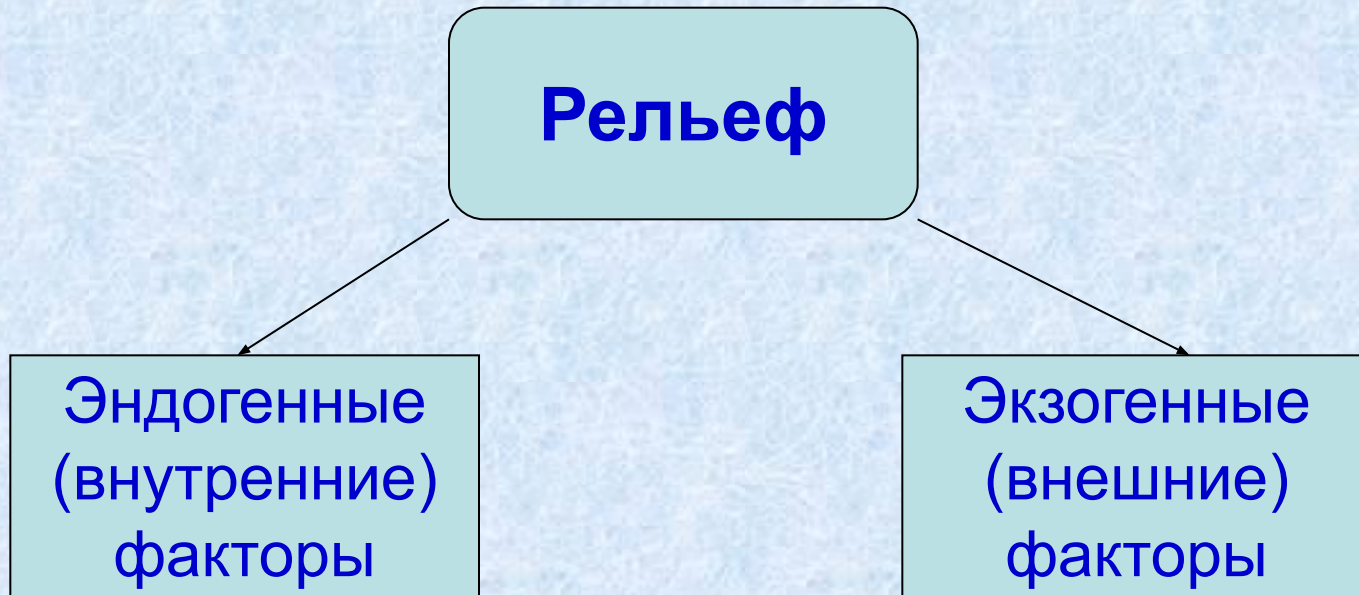 Рельеф
Эндогенные
(внутренние)
факторы
Экзогенные
(внешние)
факторы